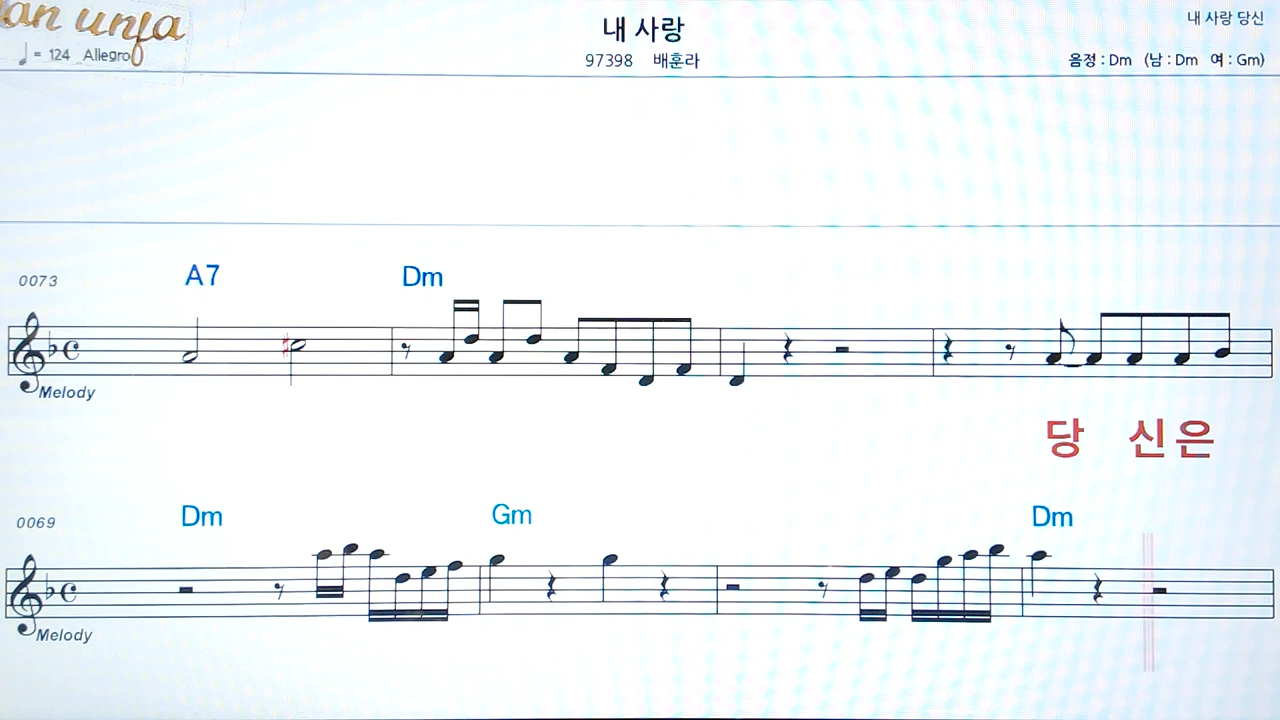 an unfa
내 사랑
내 사랑 당신
♩ = 124 Allegro
97398 배훈라
음정 : Dm (남 : Dm 여 : Gm)
0073
A7 Dm
Melody
당 신 은
0069
Dm Gm Dm
Melody